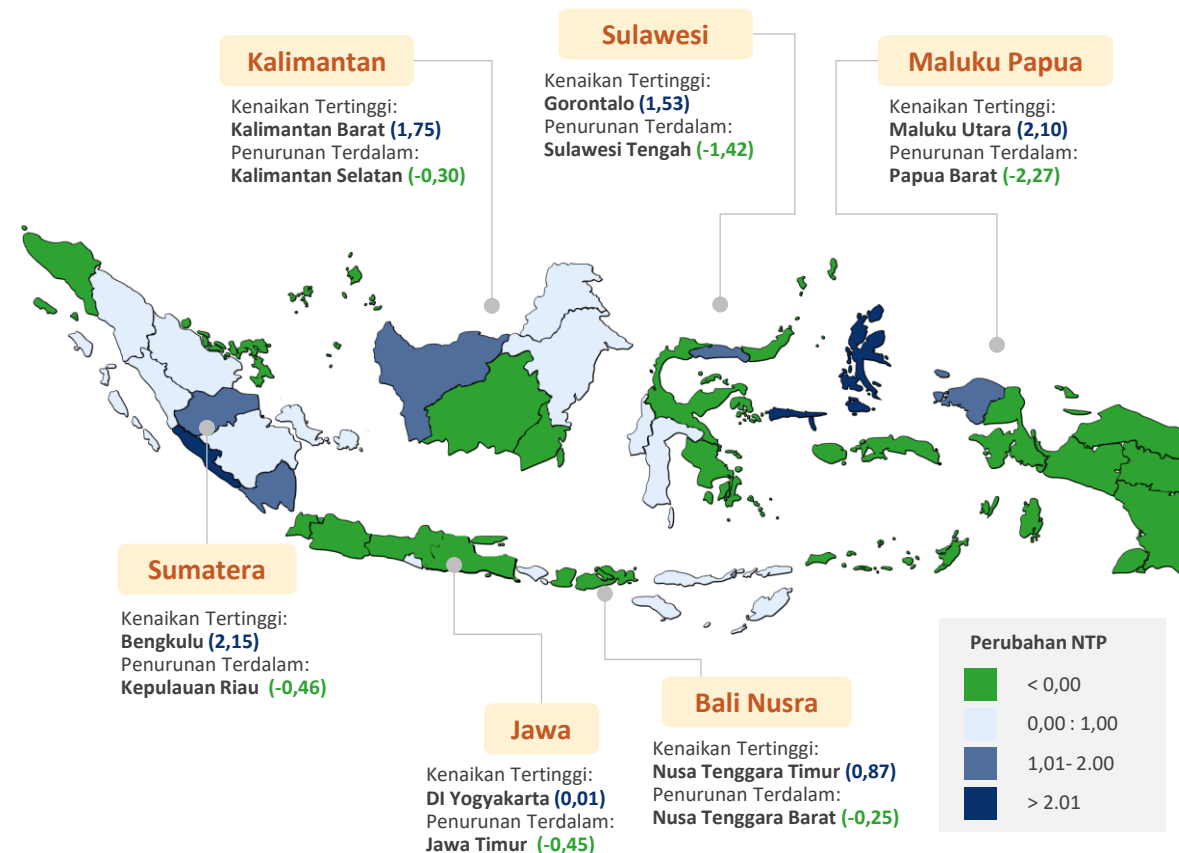 Kalimantan
Kenaikan Tertinggi:
Kalimantan Barat (1,75)
Penurunan Terdalam:
Kalimantan Selatan (-0,30)
Sulawesi
Kenaikan Tertinggi:
Gorontalo (1,53)
Penurunan Terdalam:
Sulawesi Tengah (-1,42)
Maluku Papua
Kenaikan Tertinggi:
Maluku Utara (2,10)
Penurunan Terdalam:
Papua Barat (-2,27)
Sumatera
Kenaikan Tertinggi:
Bengkulu (2,15)
Penurunan Terdalam:
Kepulauan Riau (-0,46)
Jawa
Kenaikan Tertinggi:
DI Yogyakarta (0,01)
Penurunan Terdalam:
Jawa Timur (-0,45)
Bali Nusra
Kenaikan Tertinggi:
Nusa Tenggara Timur (0,87)
Penurunan Terdalam:
Nusa Tenggara Barat (-0,25)
Perubahan NTP
< 0,00
0,00 : 1,00
1,01- 2.00
> 2.01